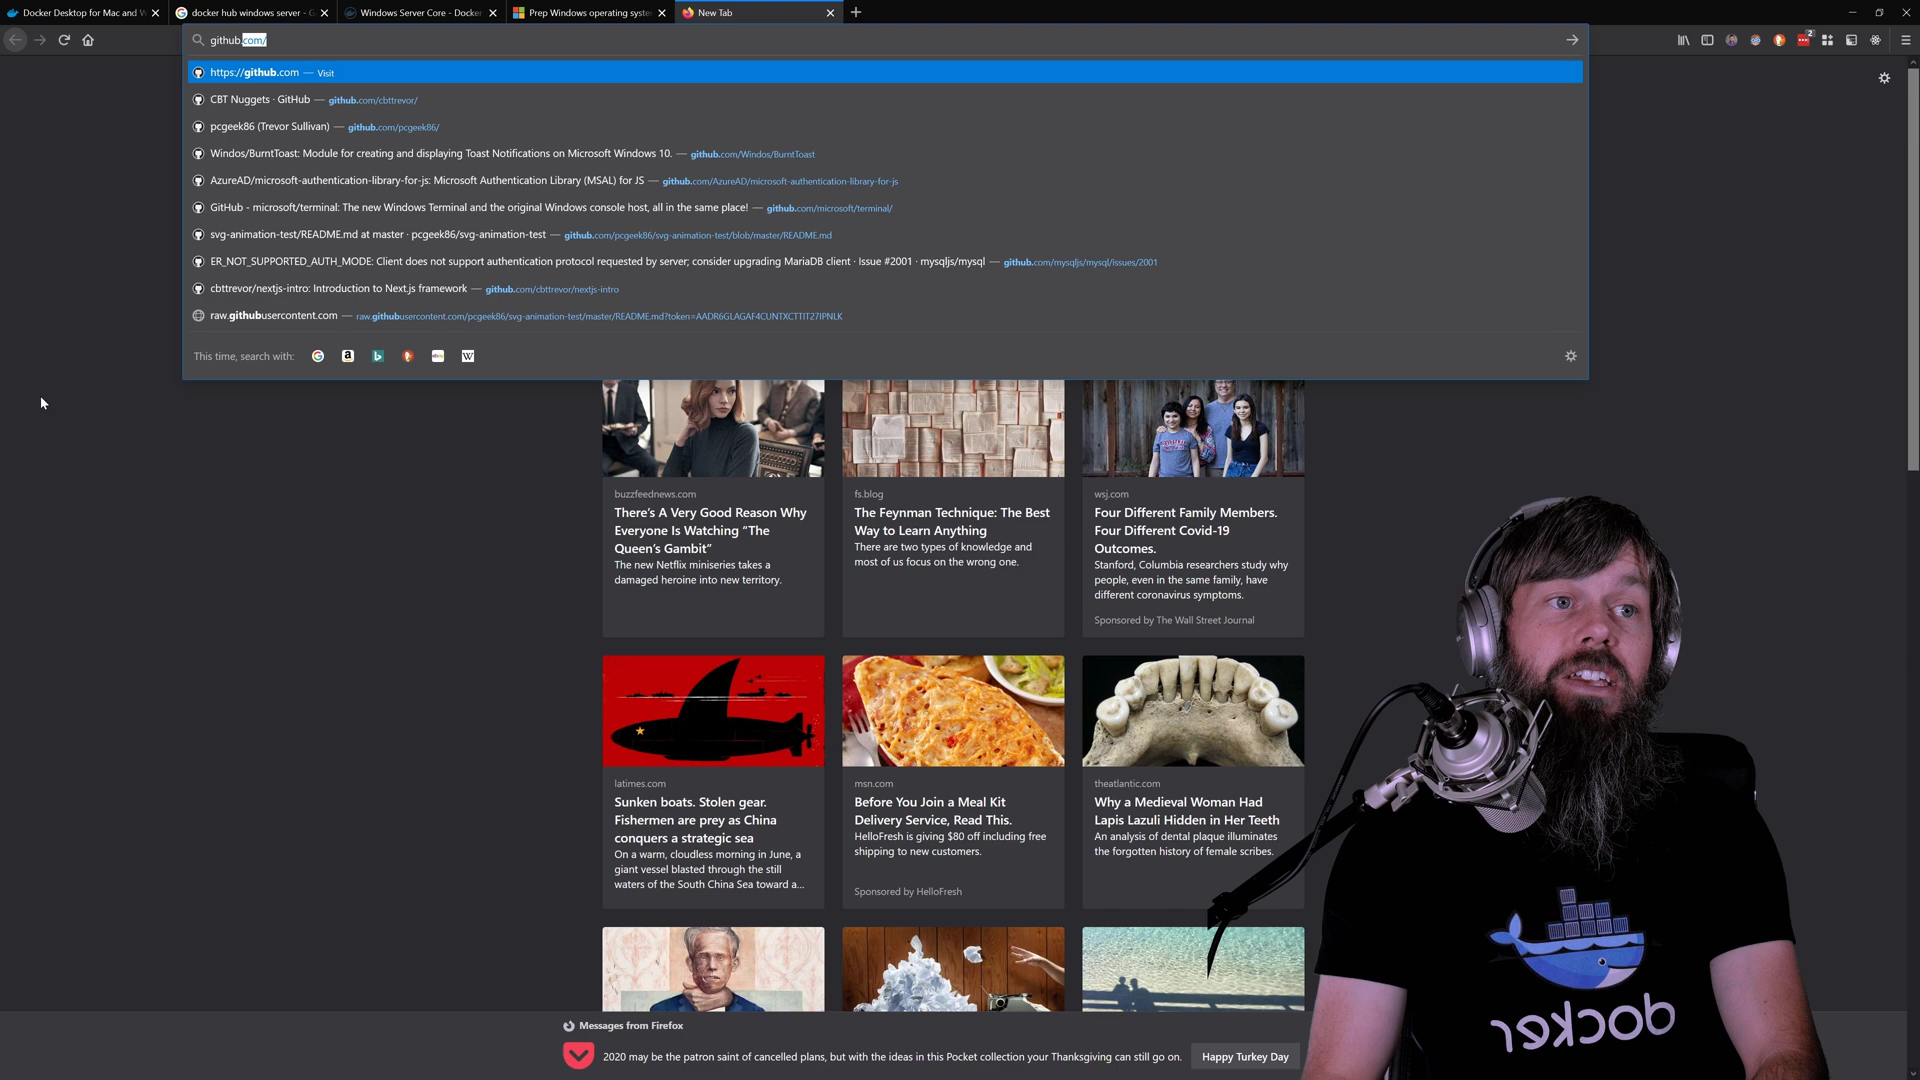 Docker Desktop for Mac and W
docker hub windows server - G
Windows Server Core - Docker
Prep Windows operating syste
New Tab
github.com/
2
https://github.com — Visit
CBT Nuggets · GitHub — github.com/cbttrevor/
pcgeek86 (Trevor Sullivan) — github.com/pcgeek86/
Windos/BurntToast: Module for creating and displaying Toast Notifications on Microsoft Windows 10. — github.com/Windos/BurntToast
AzureAD/microsoft-authentication-library-for-js: Microsoft Authentication Library (MSAL) for JS — github.com/AzureAD/microsoft-authentication-library-for-js
GitHub - microsoft/terminal: The new Windows Terminal and the original Windows console host, all in the same place! — github.com/microsoft/terminal/
svg-animation-test/README.md at master · pcgeek86/svg-animation-test — github.com/pcgeek86/svg-animation-test/blob/master/README.md
ER_NOT_SUPPORTED_AUTH_MODE: Client does not support authentication protocol requested by server; consider upgrading MariaDB client · Issue #2001 · mysqljs/mysql — github.com/mysqljs/mysql/issues/2001
cbttrevor/nextjs-intro: Introduction to Next.js framework — github.com/cbttrevor/nextjs-intro
raw.githubusercontent.com — raw.githubusercontent.com/pcgeek86/svg-animation-test/master/README.md?token=AADR6GLAGAF4CUNTXCTTIT27IPNLK
This time, search with:
buzzfeednews.com
There's A Very Good Reason Why
Everyone Is Watching "The
Queen's Gambit"
The new Netflix miniseries takes a
damaged heroine into new territory.
fs.blog
The Feynman Technique: The Best
Way to Learn Anything
There are two types of knowledge and
most of us focus on the wrong one.
wsj.com
Four Different Family Members.
Four Different Covid-19
Outcomes.
Stanford, Columbia researchers study why
people, even in the same family, have
different coronavirus symptoms.
Sponsored by The Wall Street Journal
latimes.com
Sunken boats. Stolen gear.
Fishermen are prey as China
conquers a strategic sea
On a warm, cloudless morning in June, a
giant vessel blasted through the still
waters of the South China Sea toward a...
msn.com
Before You Join a Meal Kit
Delivery Service, Read This.
HelloFresh is giving $80 off including free
shipping to new customers.
Sponsored by HelloFresh
theatlantic.com
Why a Medieval Woman Had
Lapis Lazuli Hidden in Her Teeth
An analysis of dental plaque illuminates
the forgotten history of female scribes.
docker
Messages from Firefox
2020 may be the patron saint of cancelled plans, but with the ideas in this Pocket collection your Thanksgiving can still go on.
Happy Turkey Day